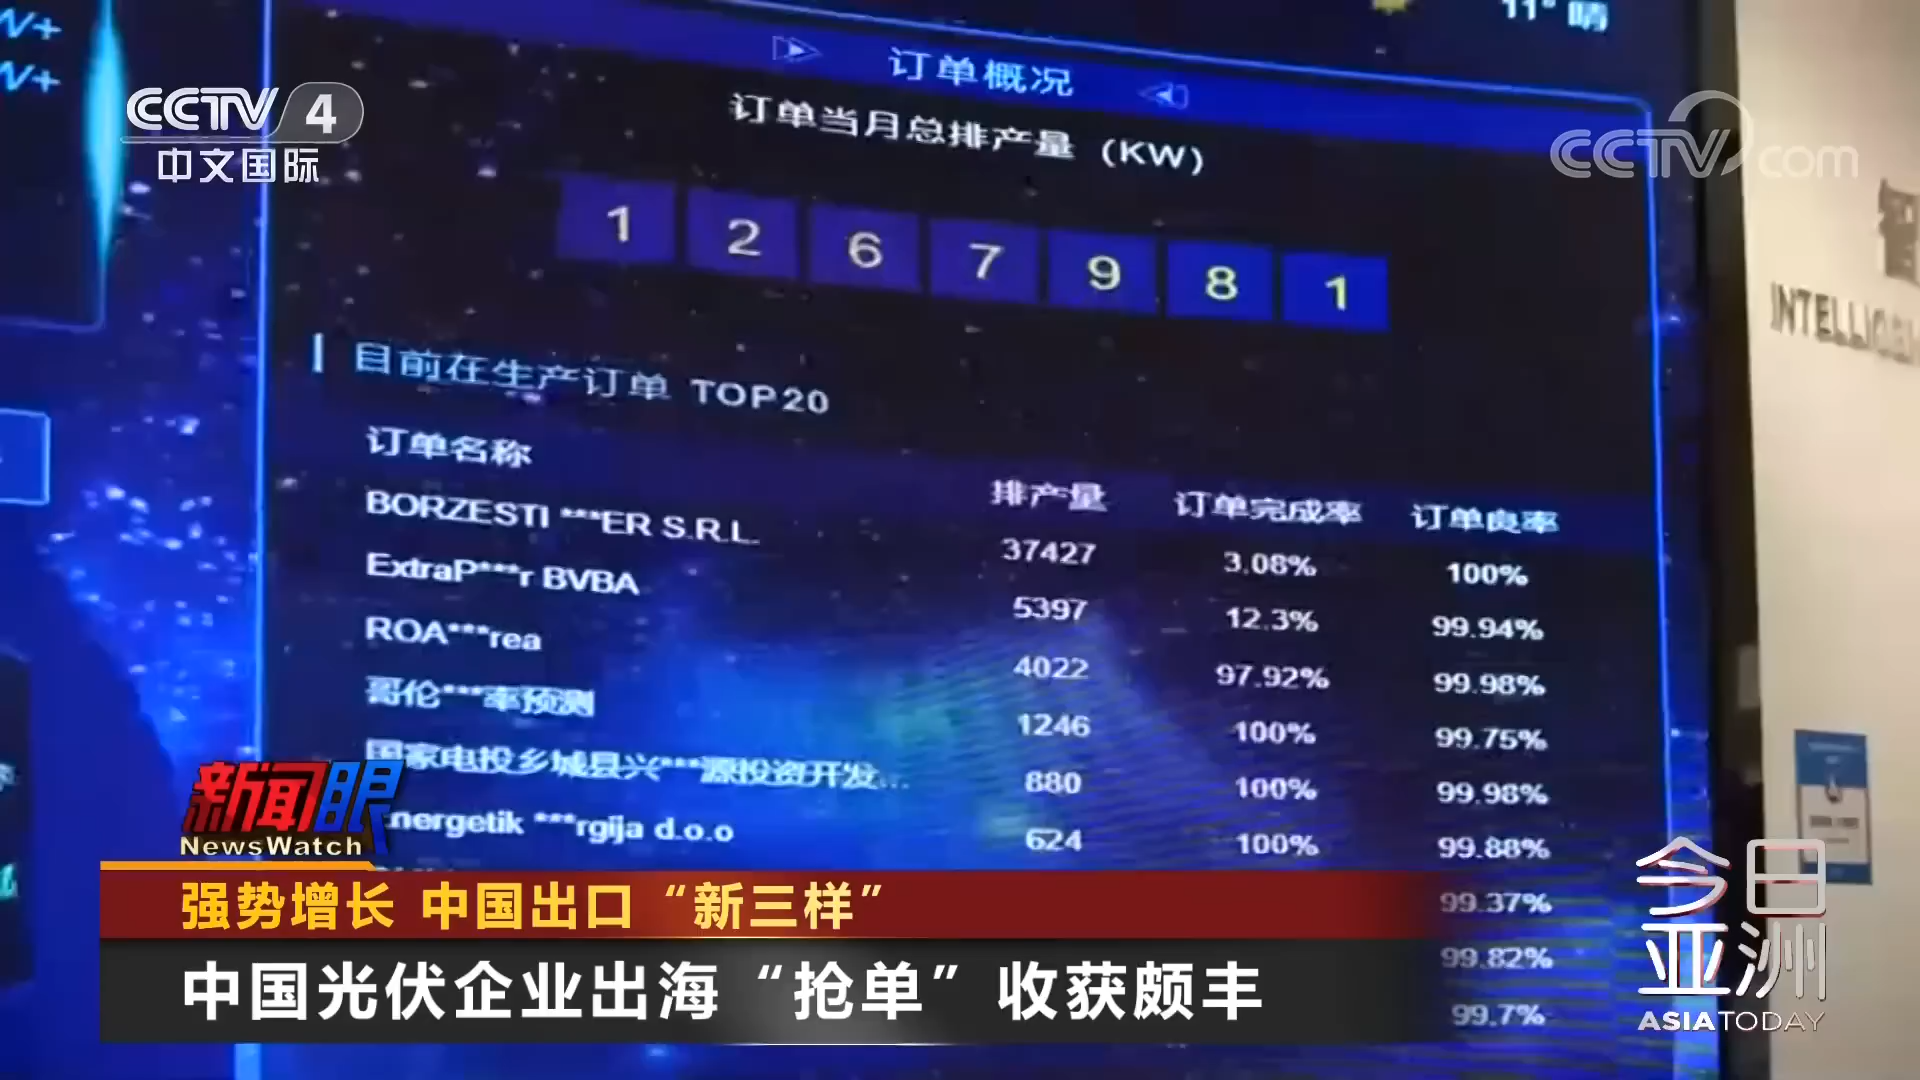 11° 晴
CCTV 4
中文国际
CCTV.com
订单概况
订单当月总排产量 (KW)
1 2 6 7 9 8 1
目前在生产订单 TOP20
订单名称 排产量 订单完成率 订单良率
BORZESTI ***ER S.R.L. 37427 3.08% 100%
ExtraP***r BVBA 5397 12.3% 99.94%
ROA***rea 4022 97.92% 99.98%
哥伦***率预测 1246 100% 99.75%
国家电投乡城县兴***源投资开发... 880 100% 99.98%
Energetik ***rgija d.o.o 624 100% 99.88%
99.37%
99.82%
99.7%
新闻眼
NewsWatch
强势增长 中国出口“新三样”
中国光伏企业出海“抢单”收获颇丰
今日亚洲
ASIA TODAY